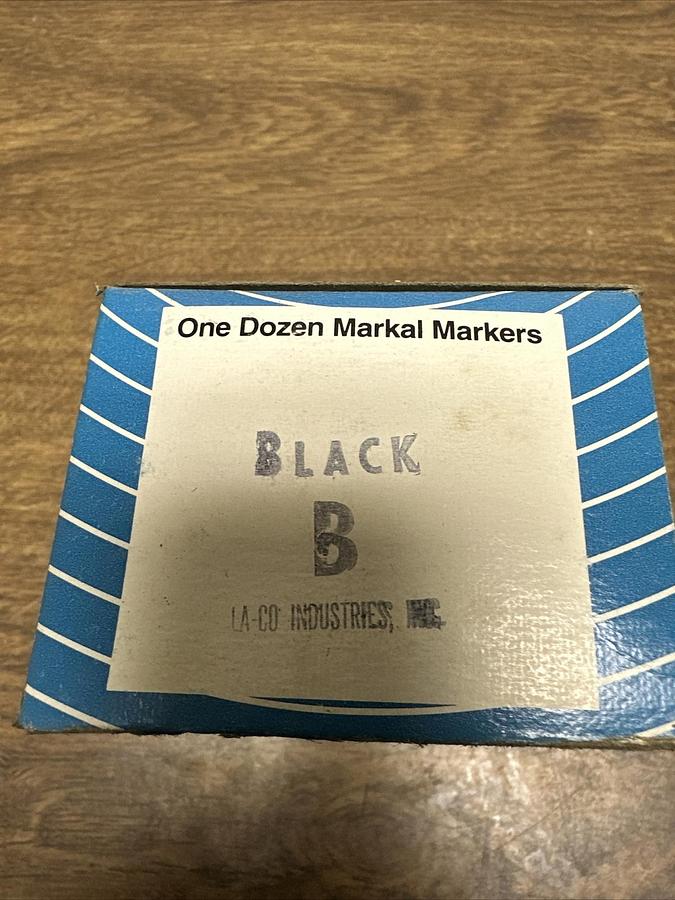 One Dozen Markal Markers
BLACK
B
LA-CO INDUSTRIES, INC.